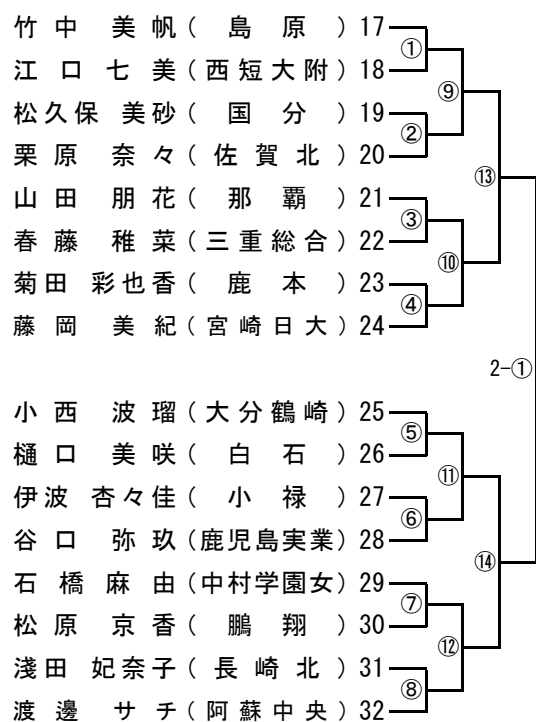 竹中 美帆(島原)17
①
江口七美(西短大附)18
⑨
松久保 美砂(国分)19
②
栗原 奈々(佐賀北)20
⑬
山田 朋花(那覇)21
③
春藤 稚菜(三重総合)22
⑩
菊田 彩也香(鹿本)23
④
藤岡 美紀(宮崎日大)24
2-①
小西 波瑠(大分鶴崎)25
⑤
樋口 美咲(白石)26
⑪
伊波 杏々佳(小禄)27
⑥
谷口 弥玖(鹿児島実業)28
⑭
石橋麻由(中村学園女)29
⑦
松原 京香(鵬翔)30
⑫
淺田 妃奈子(長崎北)31
⑧
渡邊 サチ(阿蘇中央)32